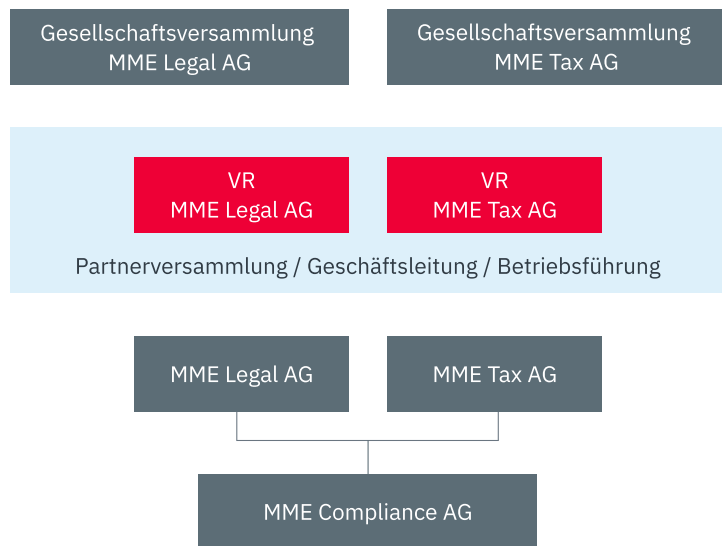 Gesellschaftsversammlung
MME Legal AG
Gesellschaftsversammlung
MME Tax AG
VR
MME Legal AG
VR
MME Tax AG
Partnerversammlung / Geschäftsleitung / Betriebsführung
MME Legal AG
MME Tax AG
MME Compliance AG